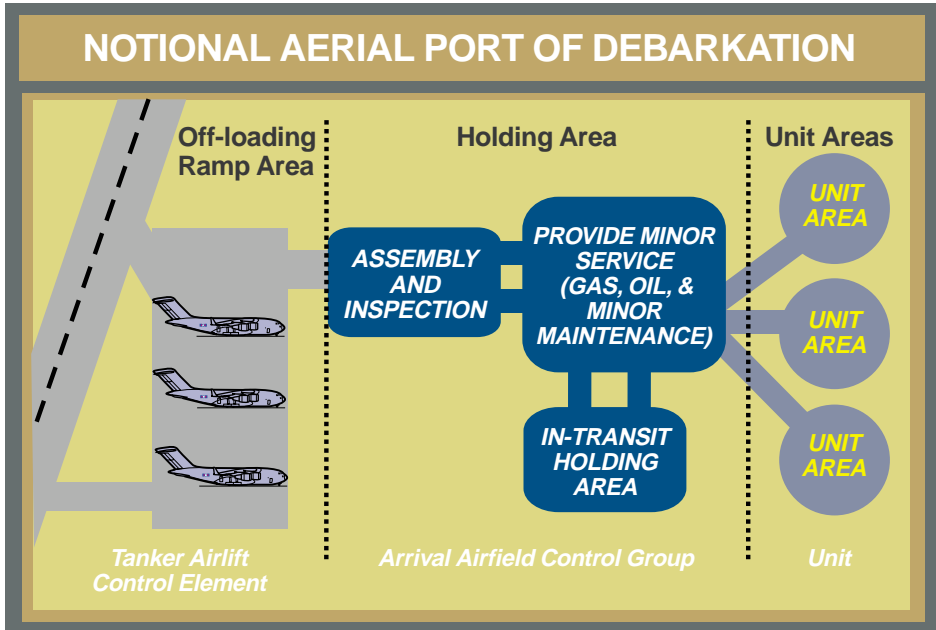 NOTIONAL AERIAL PORT OF DEBARKATION
Off-loading
Ramp Area
Holding Area
Unit Areas
ASSEMBLY
AND
INSPECTION
PROVIDE MINOR
SERVICE
(GAS, OIL, &
MINOR
MAINTENANCE)
IN-TRANSIT
HOLDING
AREA
UNIT
AREA
UNIT
AREA
UNIT
AREA
Tanker Airlift
Control Element
Arrival Airfield Control Group
Unit